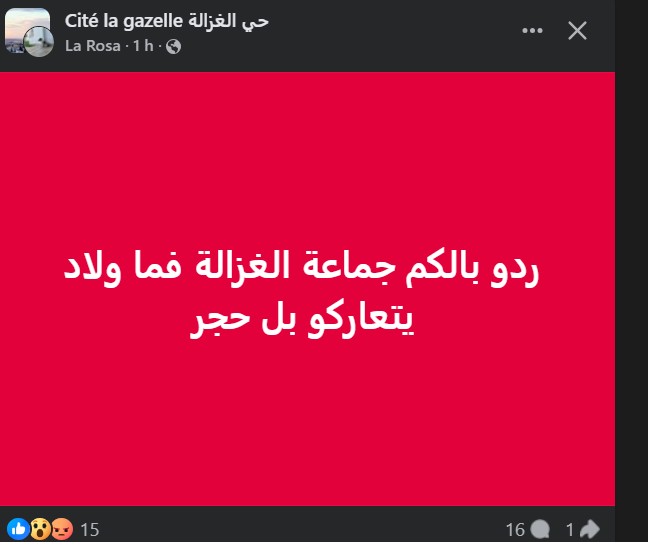 Cité la gazelle حي الغزالة
La Rosa · 1 h ·
ردو بالكم جماعة الغزالة فما ولاد
يتعاركو بل حجر
15
16
1